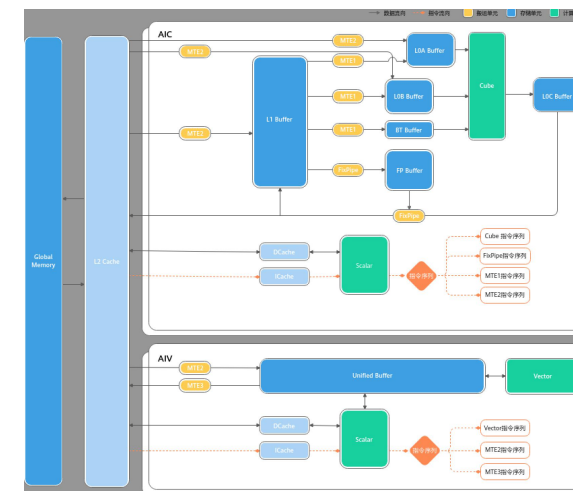 数据流向 指令流向 搬运单元 存储单元 计算
AIC
MTE2
MTE2
MTE1
L0A Buffer
MTE1
L0B Buffer
Cube
L0C Buffer
L1 Buffer
MTE2
MTE1
BT Buffer
FixPipe
FP Buffer
FixPipe
Global
Memory
L2 Cache
DCache
ICache
Scalar
指令序列
Cube 指令序列
FixPipe指令序列
MTE1指令序列
MTE2指令序列
AIV
MTE2
MTE3
Unified Buffer
Vector
DCache
ICache
Scalar
指令序列
Vector指令序列
MTE2指令序列
MTE3指令序列